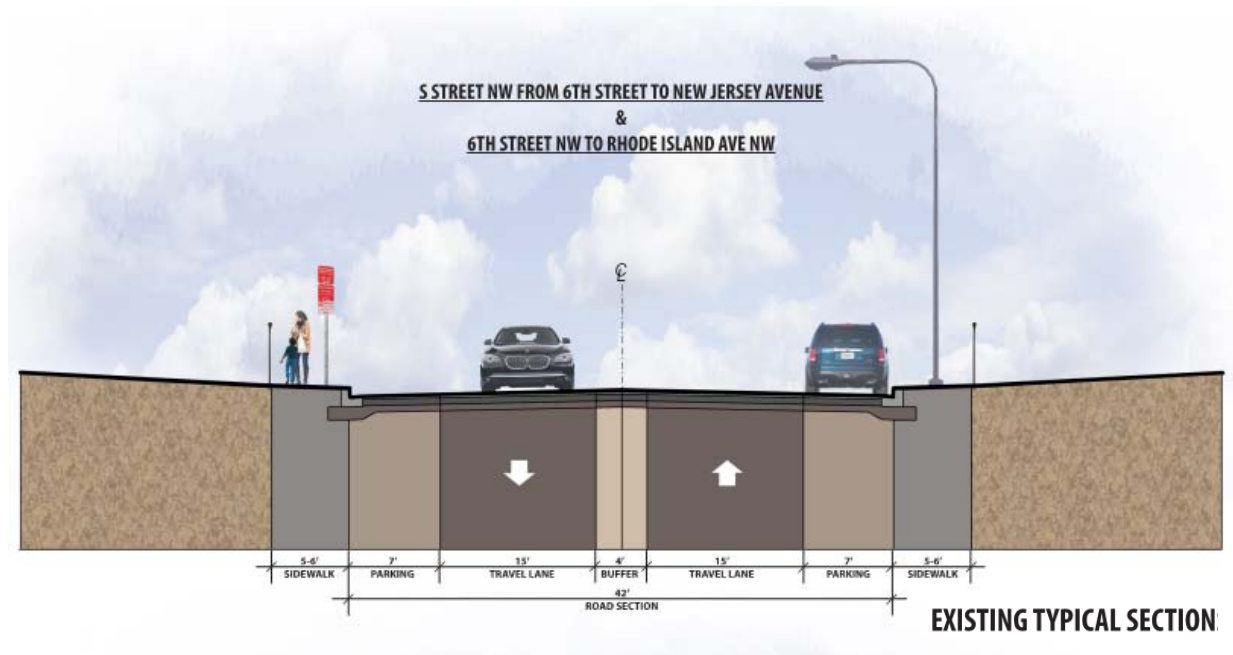 S STREET NW FROM 6TH STREET TO NEW JERSEY AVENUE
&
6TH STREET NW TO RHODE ISLAND AVE NW
5-6' 7' 15' 4' 15' 7' 5-6'
SIDEWALK PARKING TRAVEL LANE BUFFER TRAVEL LANE PARKING SIDEWALK
42'
ROAD SECTION
EXISTING TYPICAL SECTION